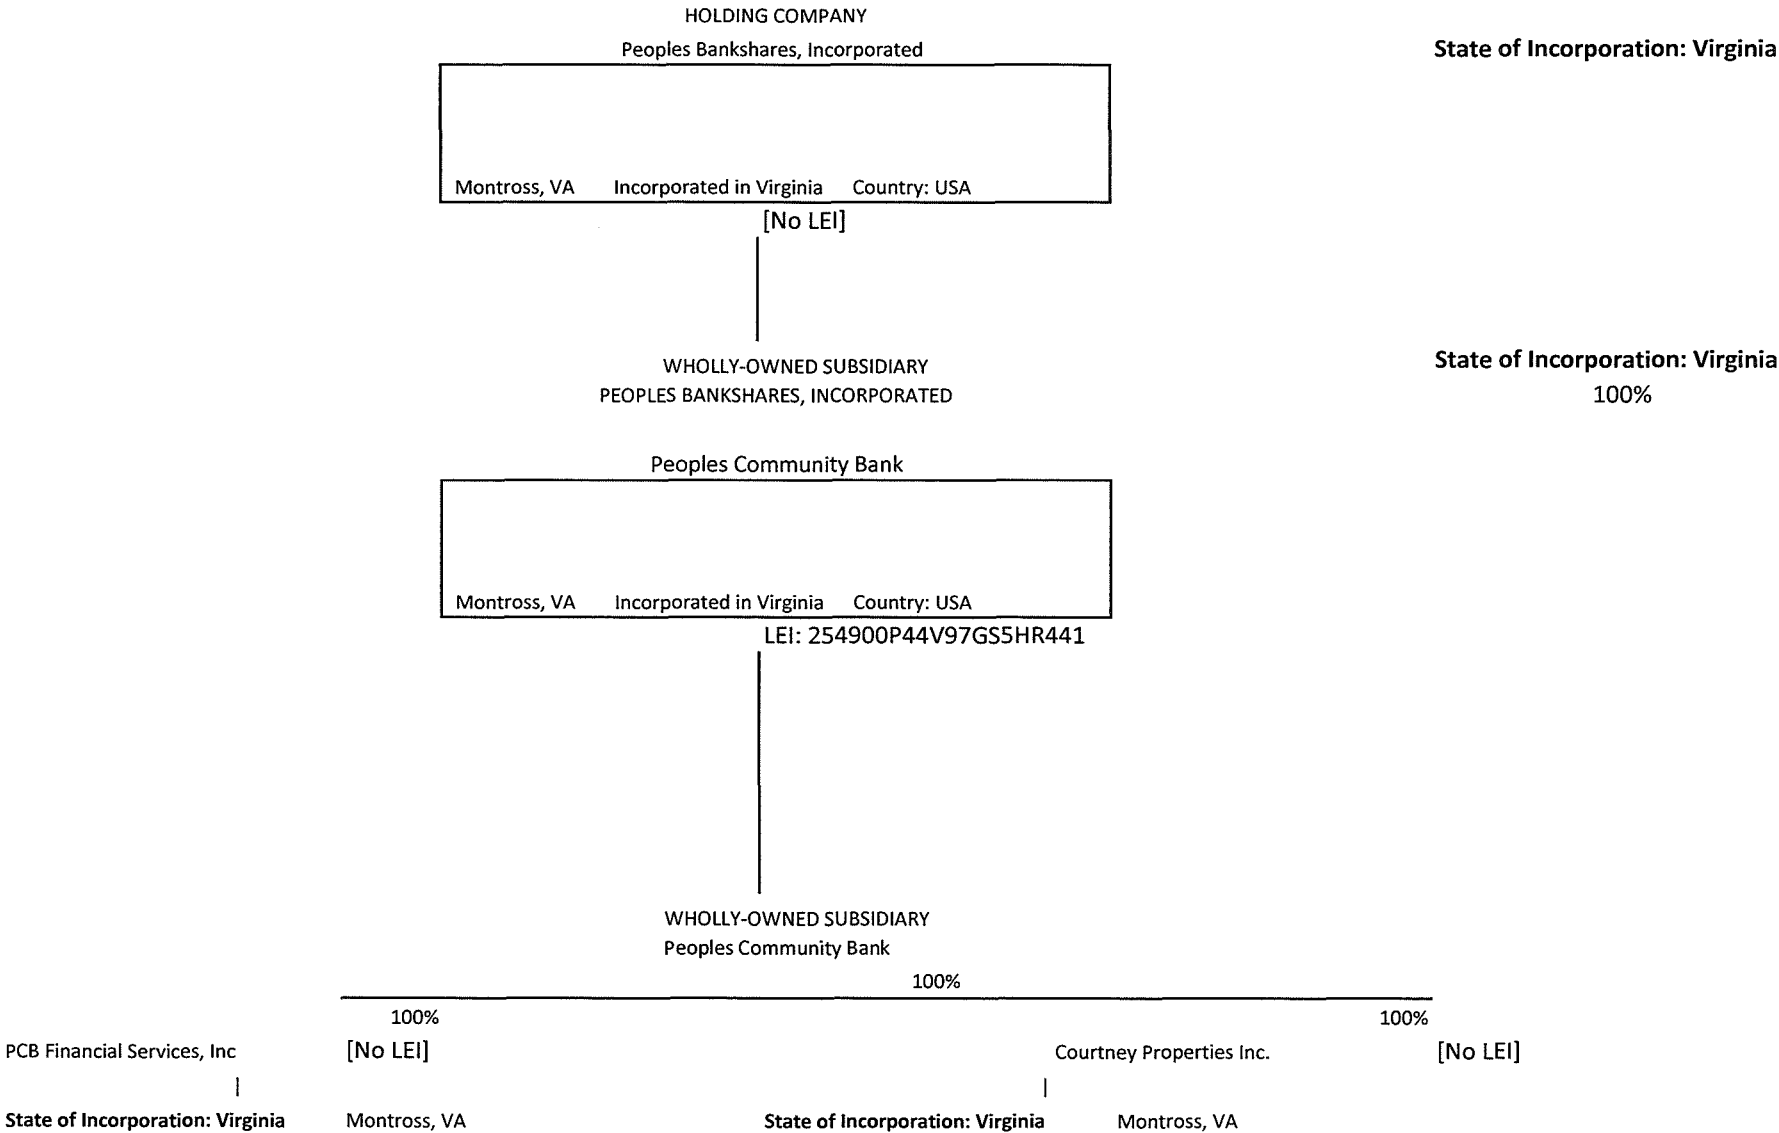 HOLDING COMPANY
Peoples Bankshares, Incorporated
State of Incorporation: Virginia
Montross, VA Incorporated in Virginia Country: USA
[No LEI]
WHOLLY-OWNED SUBSIDIARY
PEOPLES BANKSHARES, INCORPORATED
State of Incorporation: Virginia
100%
Peoples Community Bank
Montross, VA Incorporated in Virginia Country: USA
LEI: 254900P44V97GS5HR441
WHOLLY-OWNED SUBSIDIARY
Peoples Community Bank
100%
100% 100%
PCB Financial Services, Inc [No LEI] Courtney Properties Inc. [No LEI]
State of Incorporation: Virginia Montross, VA State of Incorporation: Virginia Montross, VA